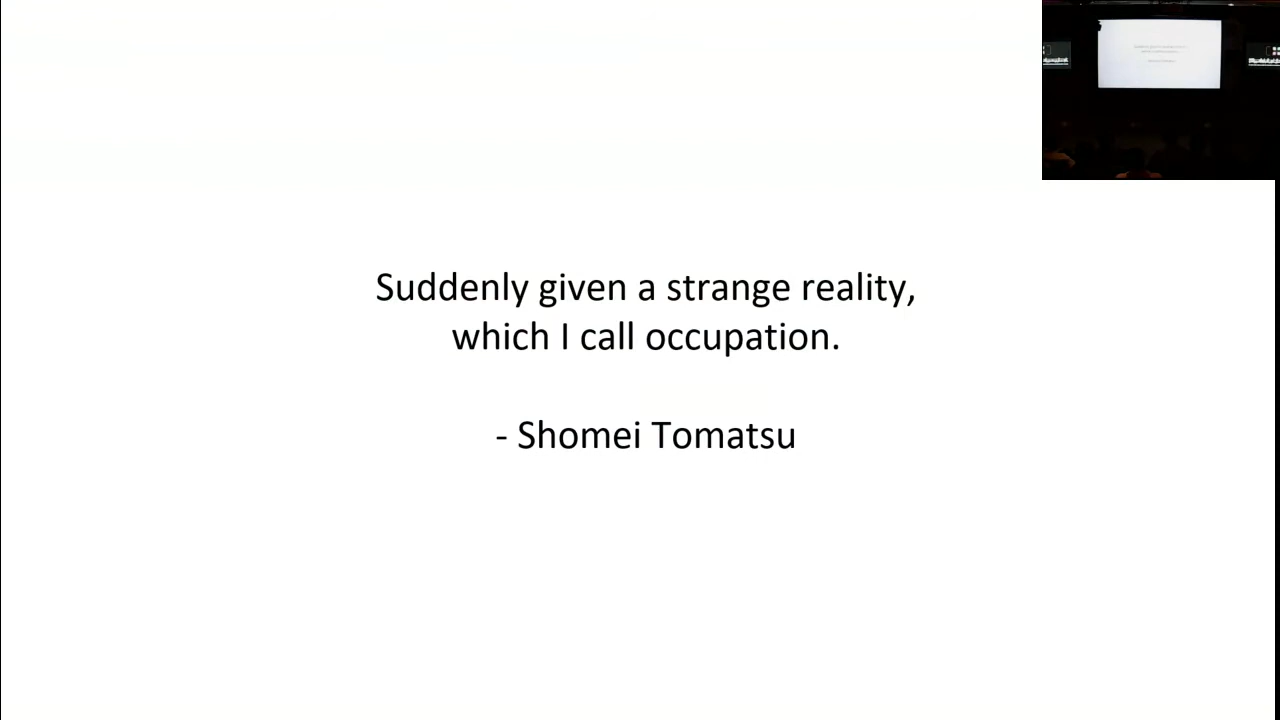 Suddenly given a strange reality,
which I call occupation.
- Shomei Tomatsu